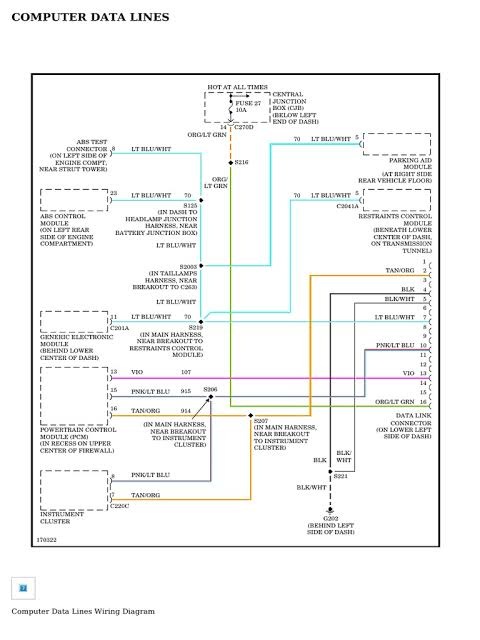 COMPUTER DATA LINES
HOT AT ALL TIMES
FUSE 27
10A
CENTRAL
JUNCTION
BOX (CJB)
(BELOW LEFT
END OF DASH)
14 C270D
ORG/LT GRN
ABS TEST
CONNECTOR
(ON LEFT SIDE OF
ENGINE COMPT,
NEAR STRUT TOWER)
8 LT BLU/WHT
70 LT BLU/WHT 5
PARKING AID
MODULE
(AT RIGHT SIDE
REAR VEHICLE FLOOR)
S216
ORG/
LT GRN
23 LT BLU/WHT 70
ABS CONTROL
MODULE
(ON LEFT REAR
SIDE OF ENGINE
COMPARTMENT)
S125
(IN DASH TO
HEADLAMP JUNCTION
HARNESS, NEAR
BATTERY JUNCTION BOX)
70 LT BLU/WHT 5
C2041A
RESTRAINTS CONTROL
MODULE
(BENEATH LOWER
CENTER OF DASH,
ON TRANSMISSION
TUNNEL)
LT BLU/WHT
S2003
(IN TAILLAMPS
HARNESS, NEAR
BREAKOUT TO C263)
LT BLU/WHT
11 LT BLU/WHT 70
C201A
GENERIC ELECTRONIC
MODULE
(BEHIND LOWER
CENTER OF DASH)
S219
(IN MAIN HARNESS,
NEAR BREAKOUT TO
RESTRAINTS CONTROL
MODULE)
1
TAN/ORG 2
3
BLK 4
BLK/WHT 5
6
LT BLU/WHT 7
8
9
PNK/LT BLU 10
11
12
VIO 13
14
15
ORG/LT GRN 16
DATA LINK
CONNECTOR
(ON LOWER LEFT
SIDE OF DASH)
13 VIO 107
15 PNK/LT BLU 915
16 TAN/ORG 914
POWERTRAIN CONTROL
MODULE (PCM)
(IN RECESS ON UPPER
CENTER OF FIREWALL)
S206
(IN MAIN HARNESS,
NEAR BREAKOUT
TO INSTRUMENT
CLUSTER)
S207
(IN MAIN HARNESS,
NEAR BREAKOUT
TO INSTRUMENT
CLUSTER)
BLK
BLK/
WHT
S221
BLK/WHT
G202
(BEHIND LEFT
SIDE OF DASH)
8 PNK/LT BLU
7 TAN/ORG
C220C
INSTRUMENT
CLUSTER
170322
Computer Data Lines Wiring Diagram